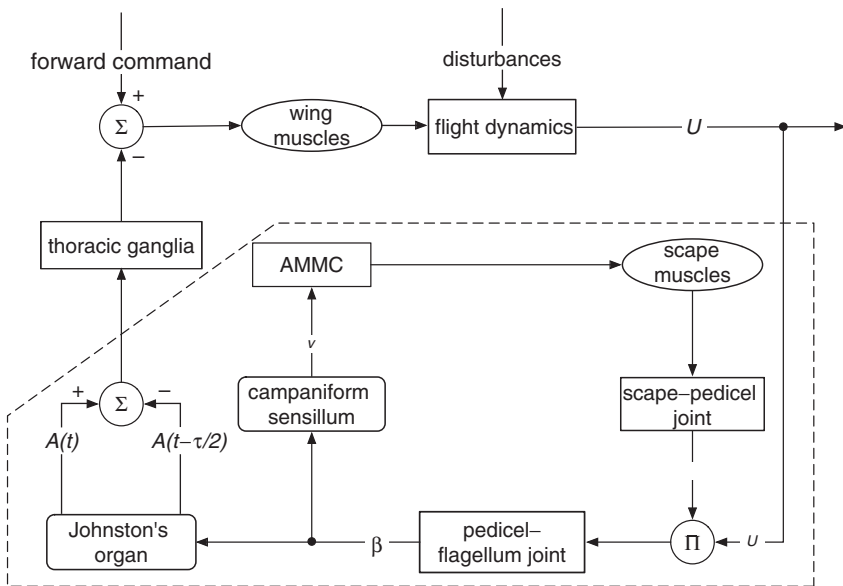 forward command
disturbances
+
Σ
−
wing
muscles
flight dynamics
U
thoracic ganglia
AMMC
scape
muscles
v
campaniform
sensillum
scape–pedicel
joint
+
Σ
−
A(t)
A(t−τ/2)
Johnston's
organ
β
pedicel–
flagellum joint
Π
U